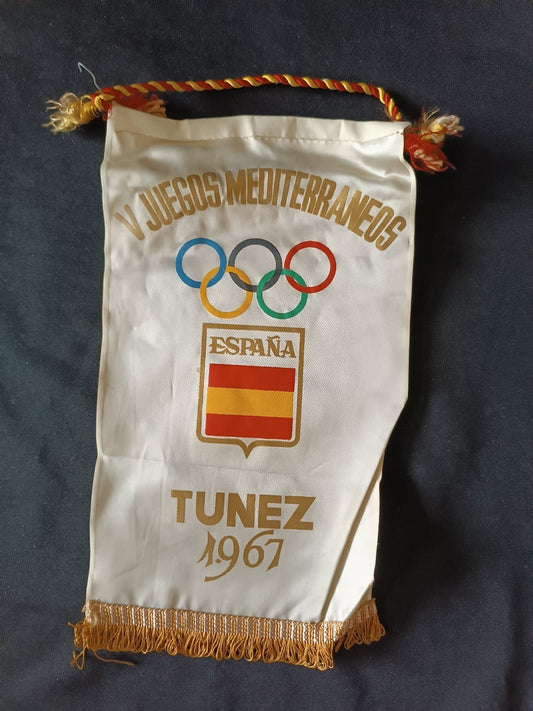 V JUEGOS MEDITERRANEOS
ESPAÑA
TUNEZ
1.967